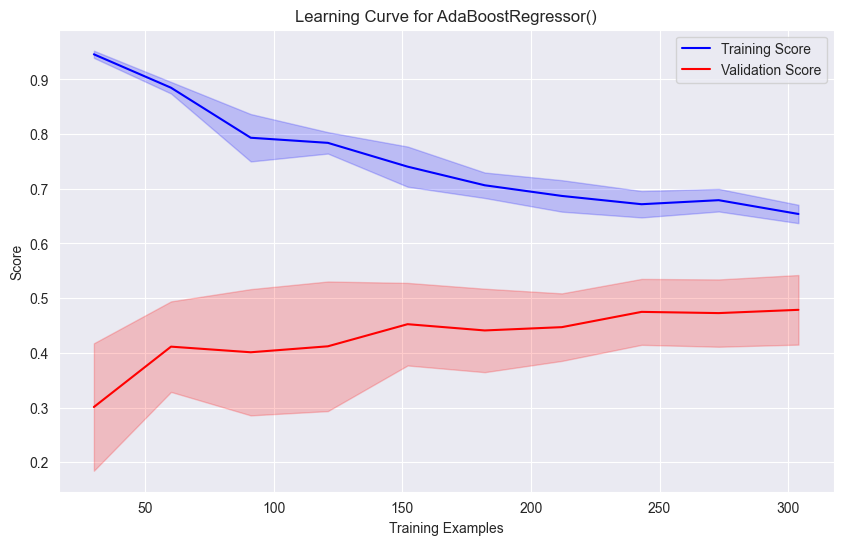 Learning Curve for AdaBoostRegressor()
Training Score
Validation Score
Score
0.9
0.8
0.7
0.6
0.5
0.4
0.3
0.2
50
100
150
200
250
300
Training Examples